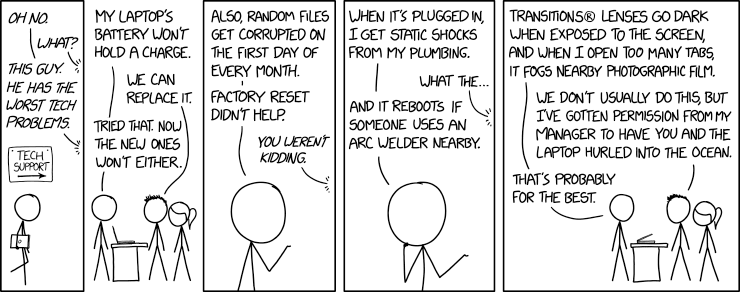 OH NO.
WHAT?
THIS GUY.
HE HAS THE
WORST TECH
PROBLEMS.
TECH
SUPPORT
MY LAPTOP'S
BATTERY WON'T
HOLD A CHARGE.
WE CAN
REPLACE IT.
TRIED THAT. NOW
THE NEW ONES
WON'T EITHER.
ALSO, RANDOM FILES
GET CORRUPTED ON
THE FIRST DAY OF
EVERY MONTH.
FACTORY RESET
DIDN'T HELP.
YOU WEREN'T
KIDDING.
WHEN IT'S PLUGGED IN,
I GET STATIC SHOCKS
FROM MY PLUMBING.
WHAT THE...
AND IT REBOOTS IF
SOMEONE USES AN
ARC WELDER NEARBY.
TRANSITIONS® LENSES GO DARK
WHEN EXPOSED TO THE SCREEN,
AND WHEN I OPEN TOO MANY TABS,
IT FOGS NEARBY PHOTOGRAPHIC FILM.
WE DON'T USUALLY DO THIS, BUT
I'VE GOTTEN PERMISSION FROM MY
MANAGER TO HAVE YOU AND THE
LAPTOP HURLED INTO THE OCEAN.
THAT'S PROBABLY
FOR THE BEST.